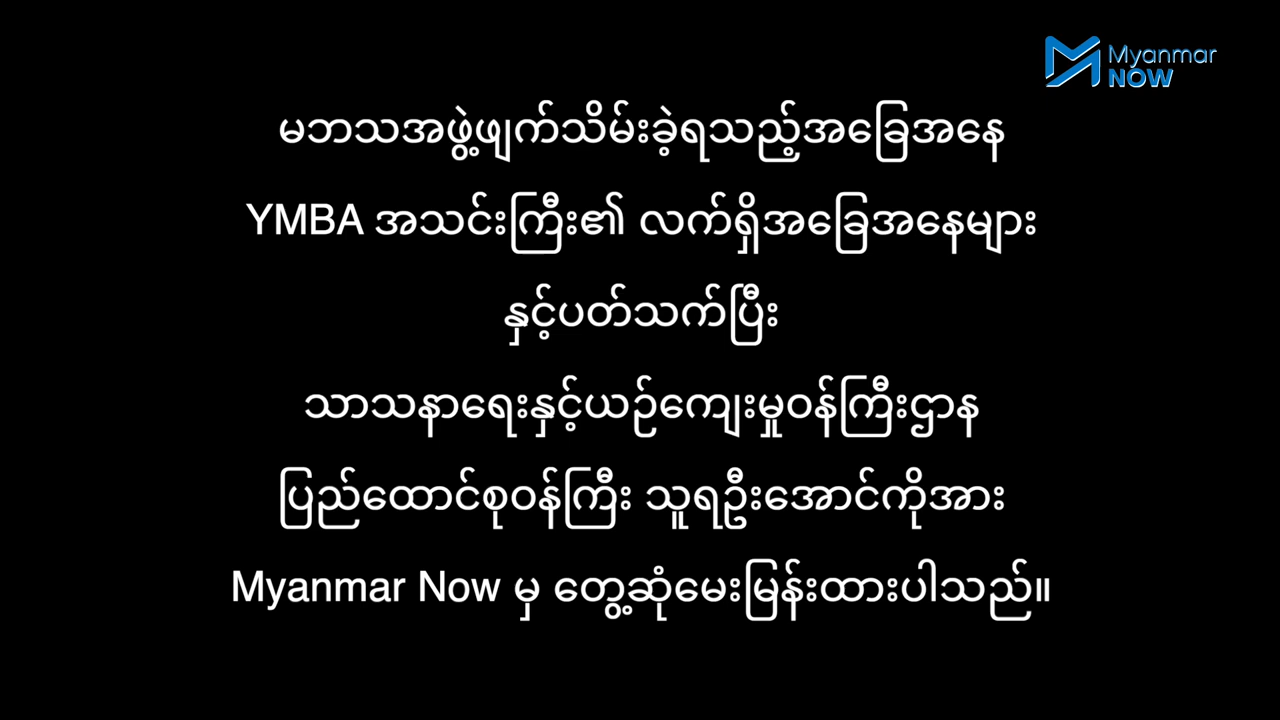 Myanmar
NOW
မဘသအဖွဲ့ဖျက်သိမ်းခဲ့ရသည့်အခြေအနေ
YMBA အသင်းကြီး၏ လက်ရှိအခြေအနေများ
နှင့်ပတ်သက်ပြီး
သာသနာရေးနှင့်ယဉ်ကျေးမှုဝန်ကြီးဌာန
ပြည်ထောင်စုဝန်ကြီး သူရဦးအောင်ကိုအား
Myanmar Now မှ တွေ့ဆုံမေးမြန်းထားပါသည်။